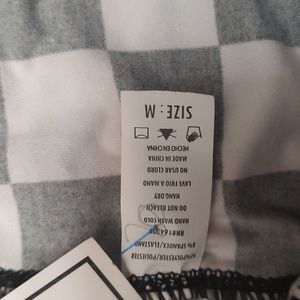 92%POLYESTER/POLIESTER
8% SPANDEX/ELASTANO
HAND WASH COLD
DO NOT BLEACH
HANG DRY
LAVE FRIO A MANO
NO USAR CLORO
MADE IN CHINA
HECHO EN CHINA
SIZE: M